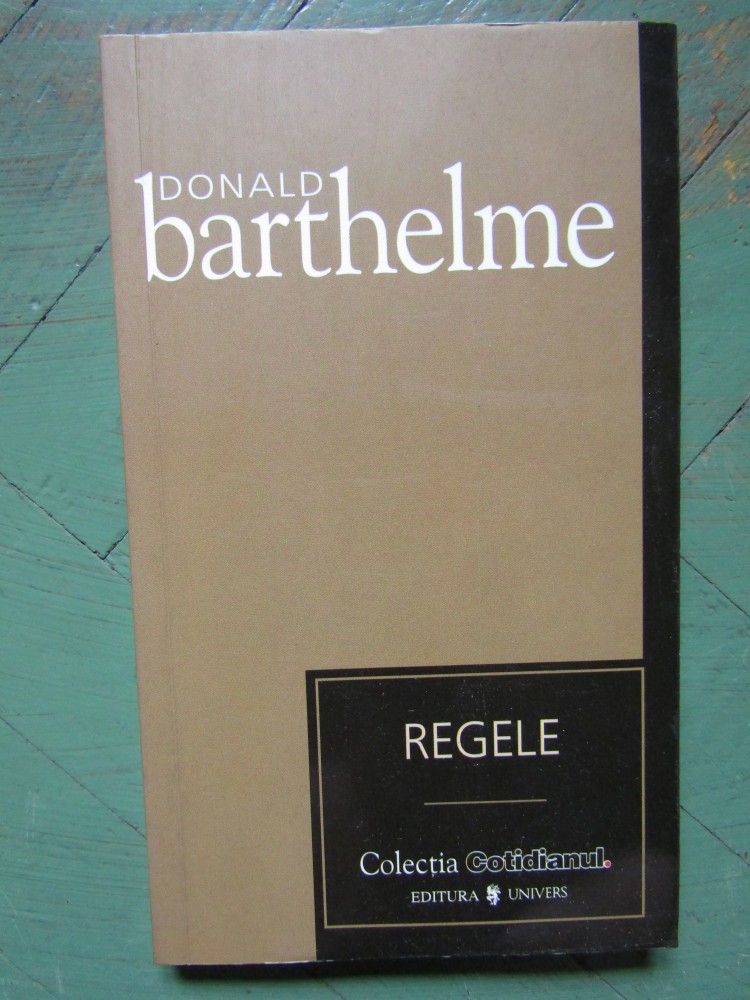 DONALD
barthelme
REGELE
Colecția Cotidianul.
EDITURA UNIVERS